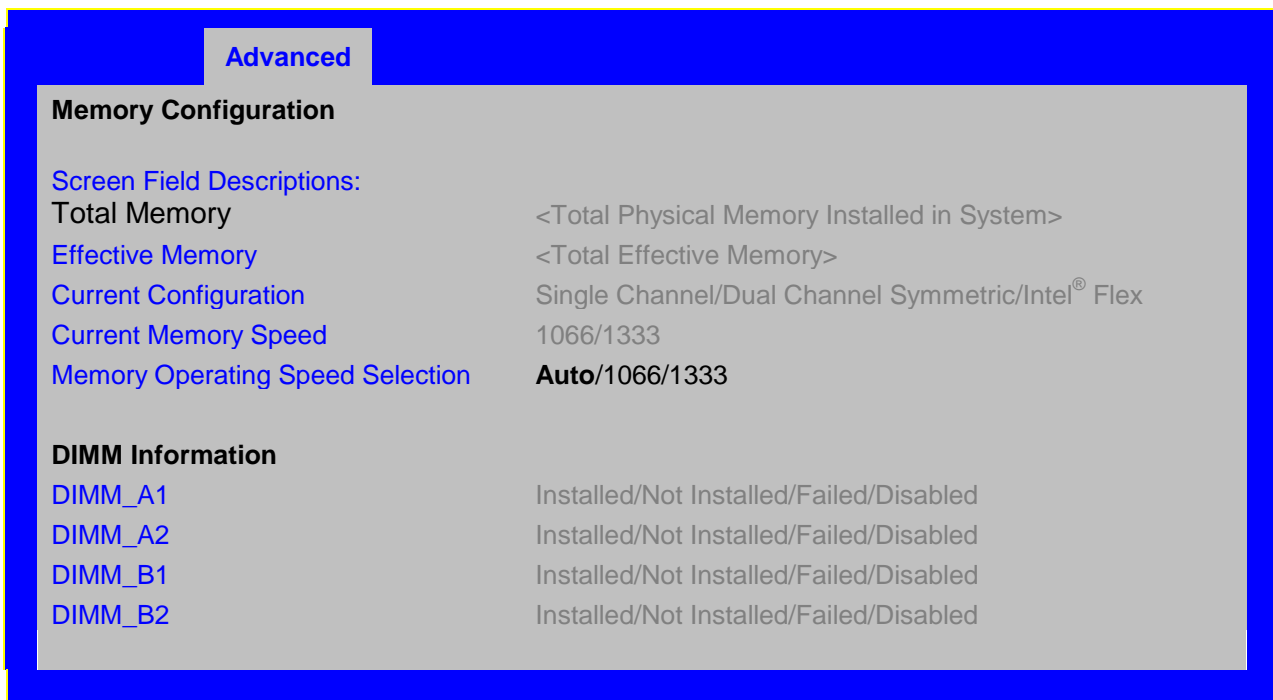 Advanced
Memory Configuration
Screen Field Descriptions:
Total Memory <Total Physical Memory Installed in System>
Effective Memory <Total Effective Memory>
Current Configuration Single Channel/Dual Channel Symmetric/Intel® Flex
Current Memory Speed 1066/1333
Memory Operating Speed Selection Auto/1066/1333
DIMM Information
DIMM_A1 Installed/Not Installed/Failed/Disabled
DIMM_A2 Installed/Not Installed/Failed/Disabled
DIMM_B1 Installed/Not Installed/Failed/Disabled
DIMM_B2 Installed/Not Installed/Failed/Disabled